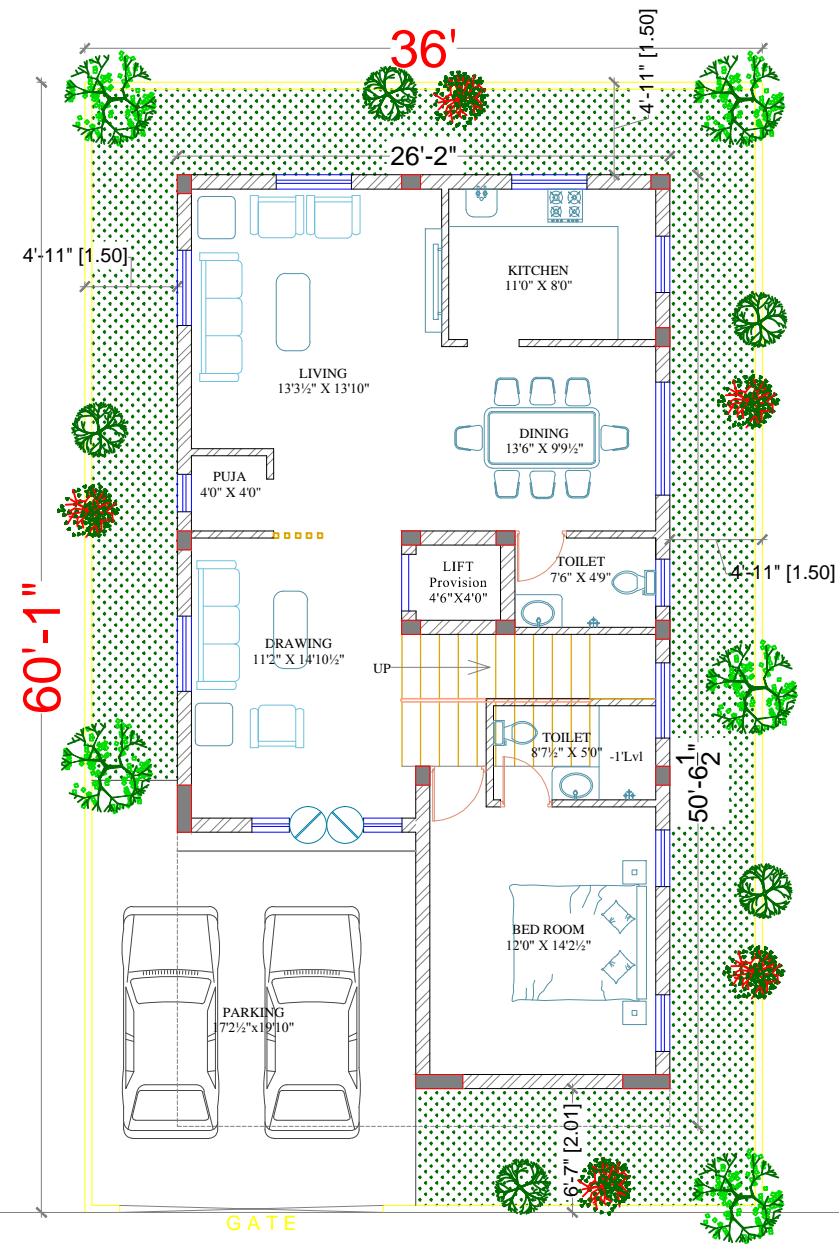 36'
4'-11" [1.50]
26'-2"
4'-11" [1.50]
KITCHEN
11'0" X 8'0"
LIVING
13'3½" X 13'10"
DINING
13'6" X 9'9½"
PUJA
4'0" X 4'0"
LIFT
Provision
4'6"X4'0"
TOILET
7'6" X 4'9"
4'-11" [1.50]
60'-1"
DRAWING
11'2" X 14'10½"
UP
TOILET
8'7½" X 5'0"
-1'Lvl
50'-6½"
BED ROOM
12'0" X 14'2½"
PARKING
17'2½"x19'10"
6'-7" [2.01]
GATE